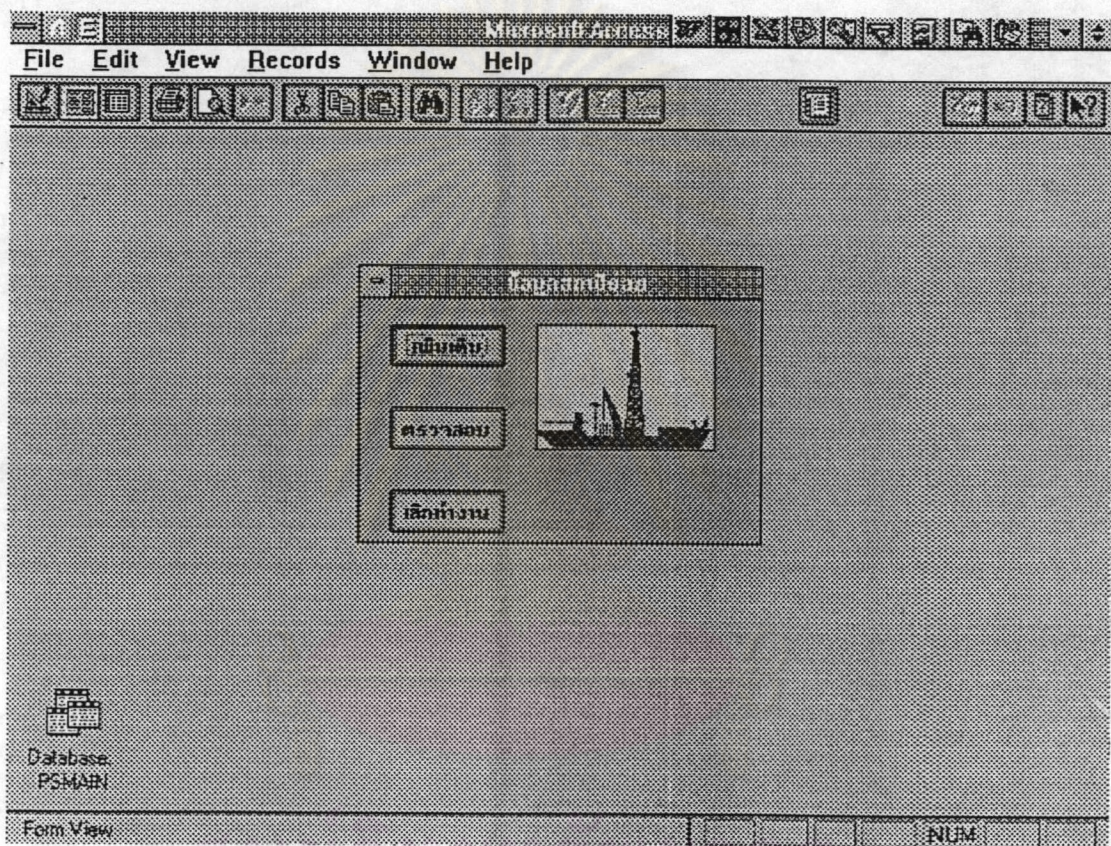 Microsoft Access
File Edit View Records Window Help
ข้อมูลสถานีย่อย
เพิ่มเติม
ตรวจสอบ
เลิกทำงาน
Database:
PSMAIN
Form View
NUM